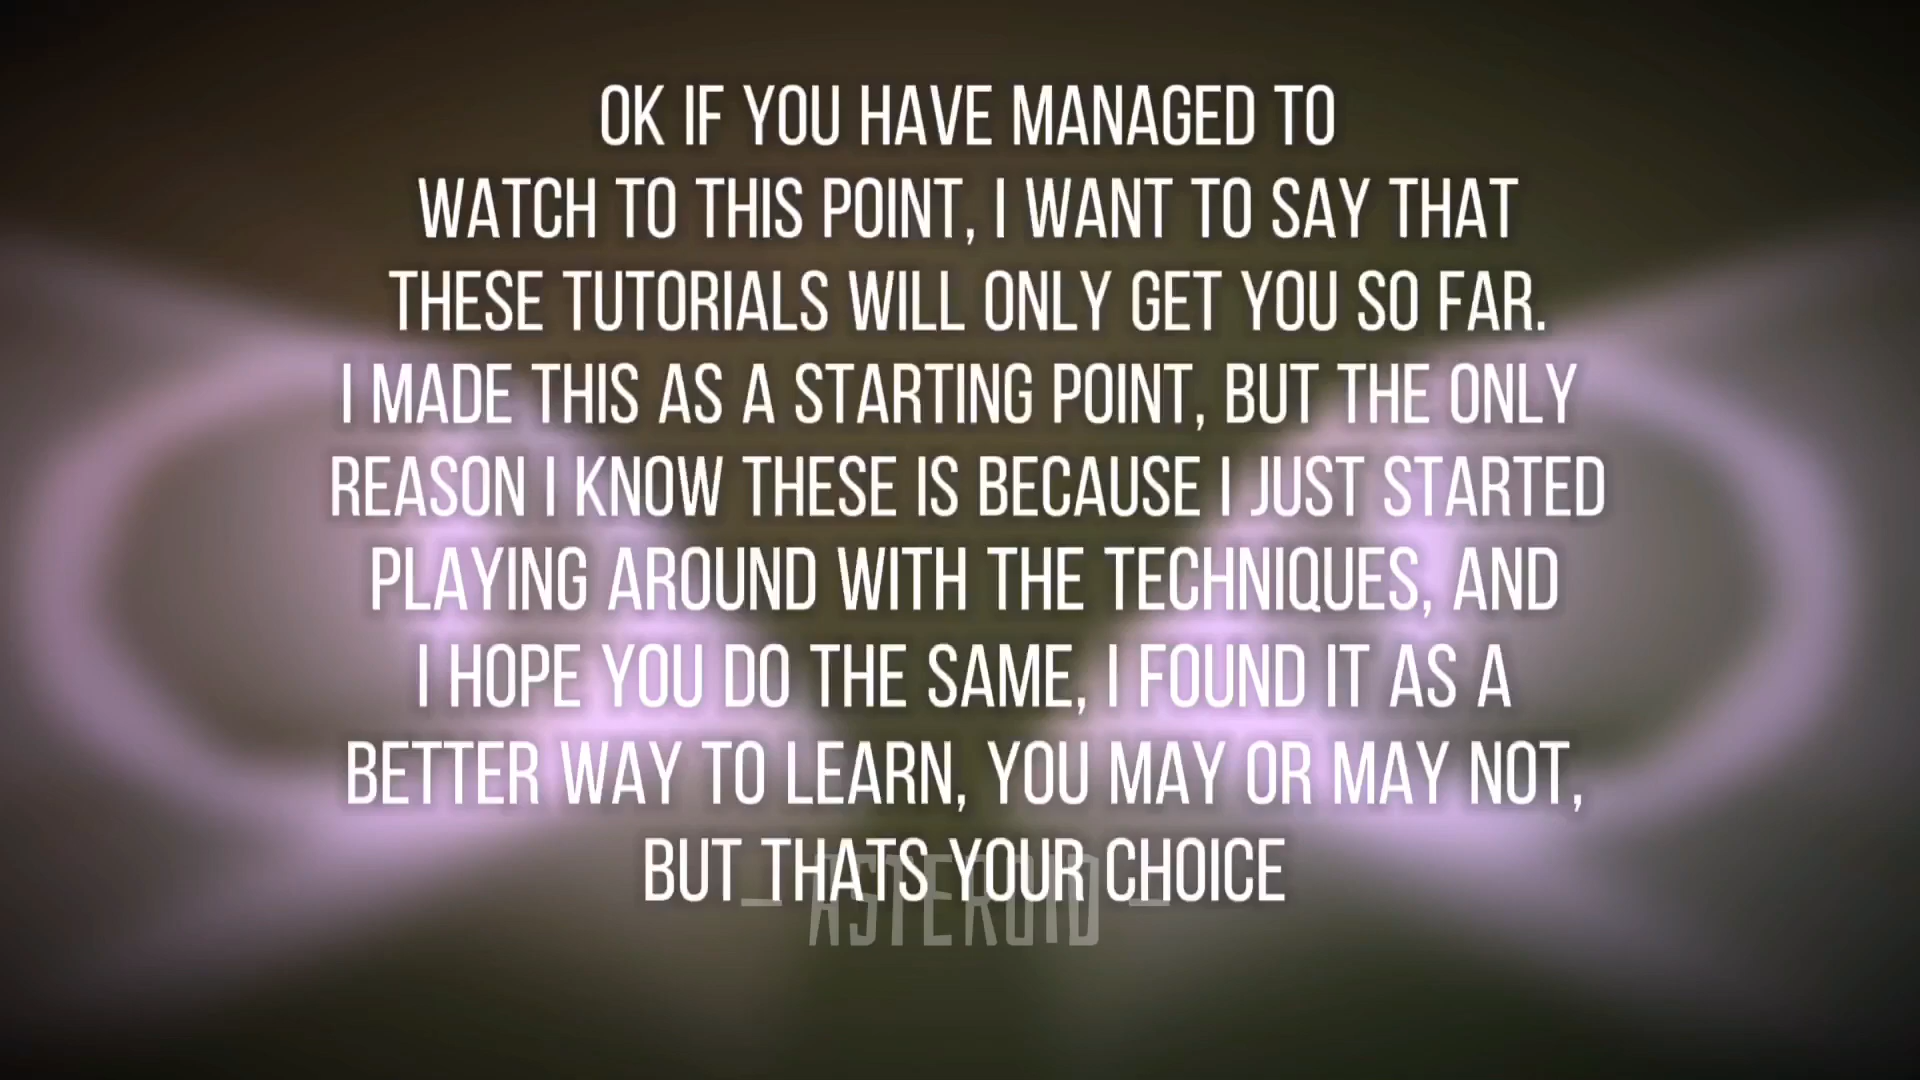 OK IF YOU HAVE MANAGED TO
WATCH TO THIS POINT, I WANT TO SAY THAT
THESE TUTORIALS WILL ONLY GET YOU SO FAR.
I MADE THIS AS A STARTING POINT, BUT THE ONLY
REASON I KNOW THESE IS BECAUSE I JUST STARTED
PLAYING AROUND WITH THE TECHNIQUES, AND
I HOPE YOU DO THE SAME, I FOUND IT AS A
BETTER WAY TO LEARN, YOU MAY OR MAY NOT,
BUT THATS YOUR CHOICE
– ASTEROID –